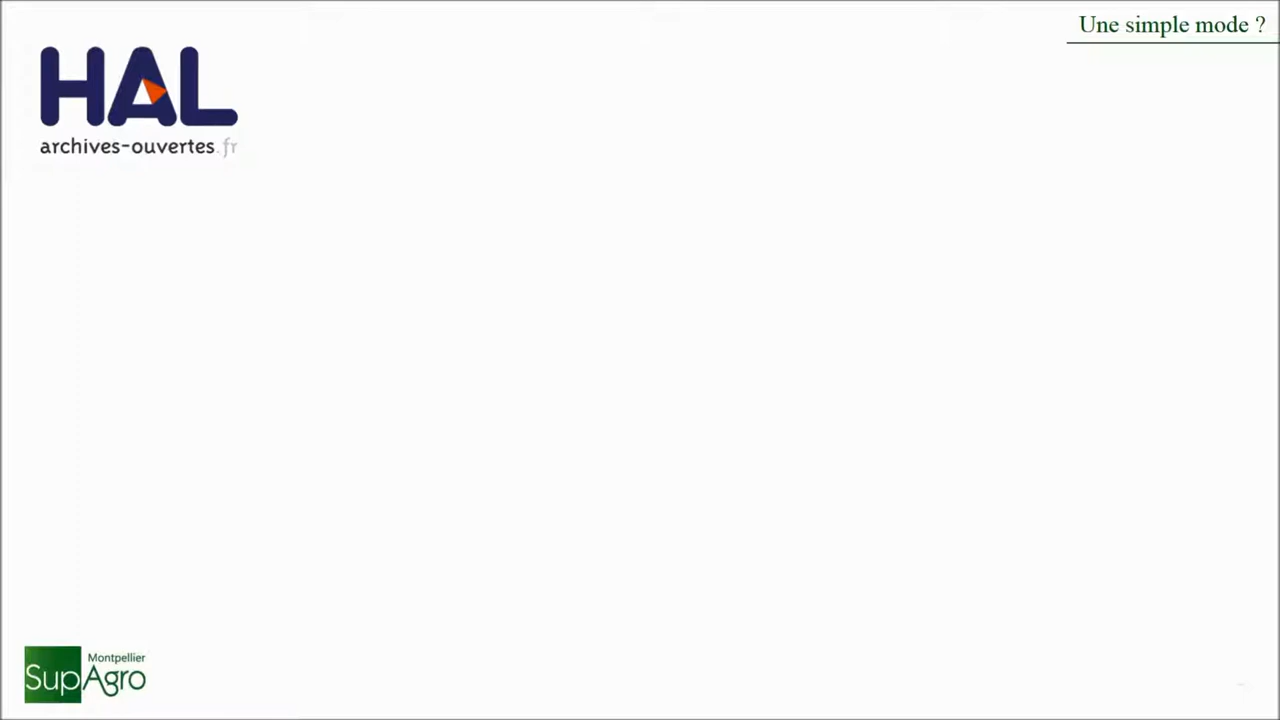 Une simple mode ?
HAL
archives-ouvertes.fr
Montpellier
SupAgro